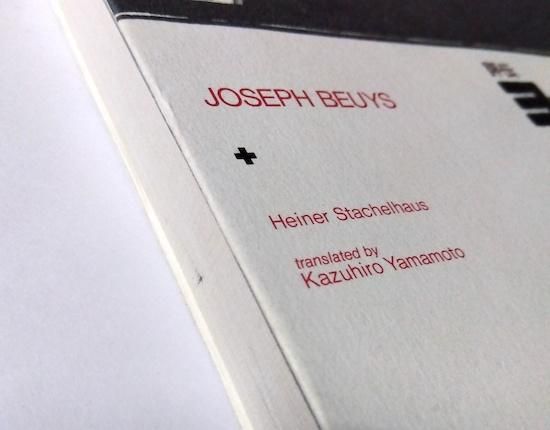 JOSEPH BEUYS
+
Heiner Stachelhaus
translated by
Kazuhiro Yamamoto